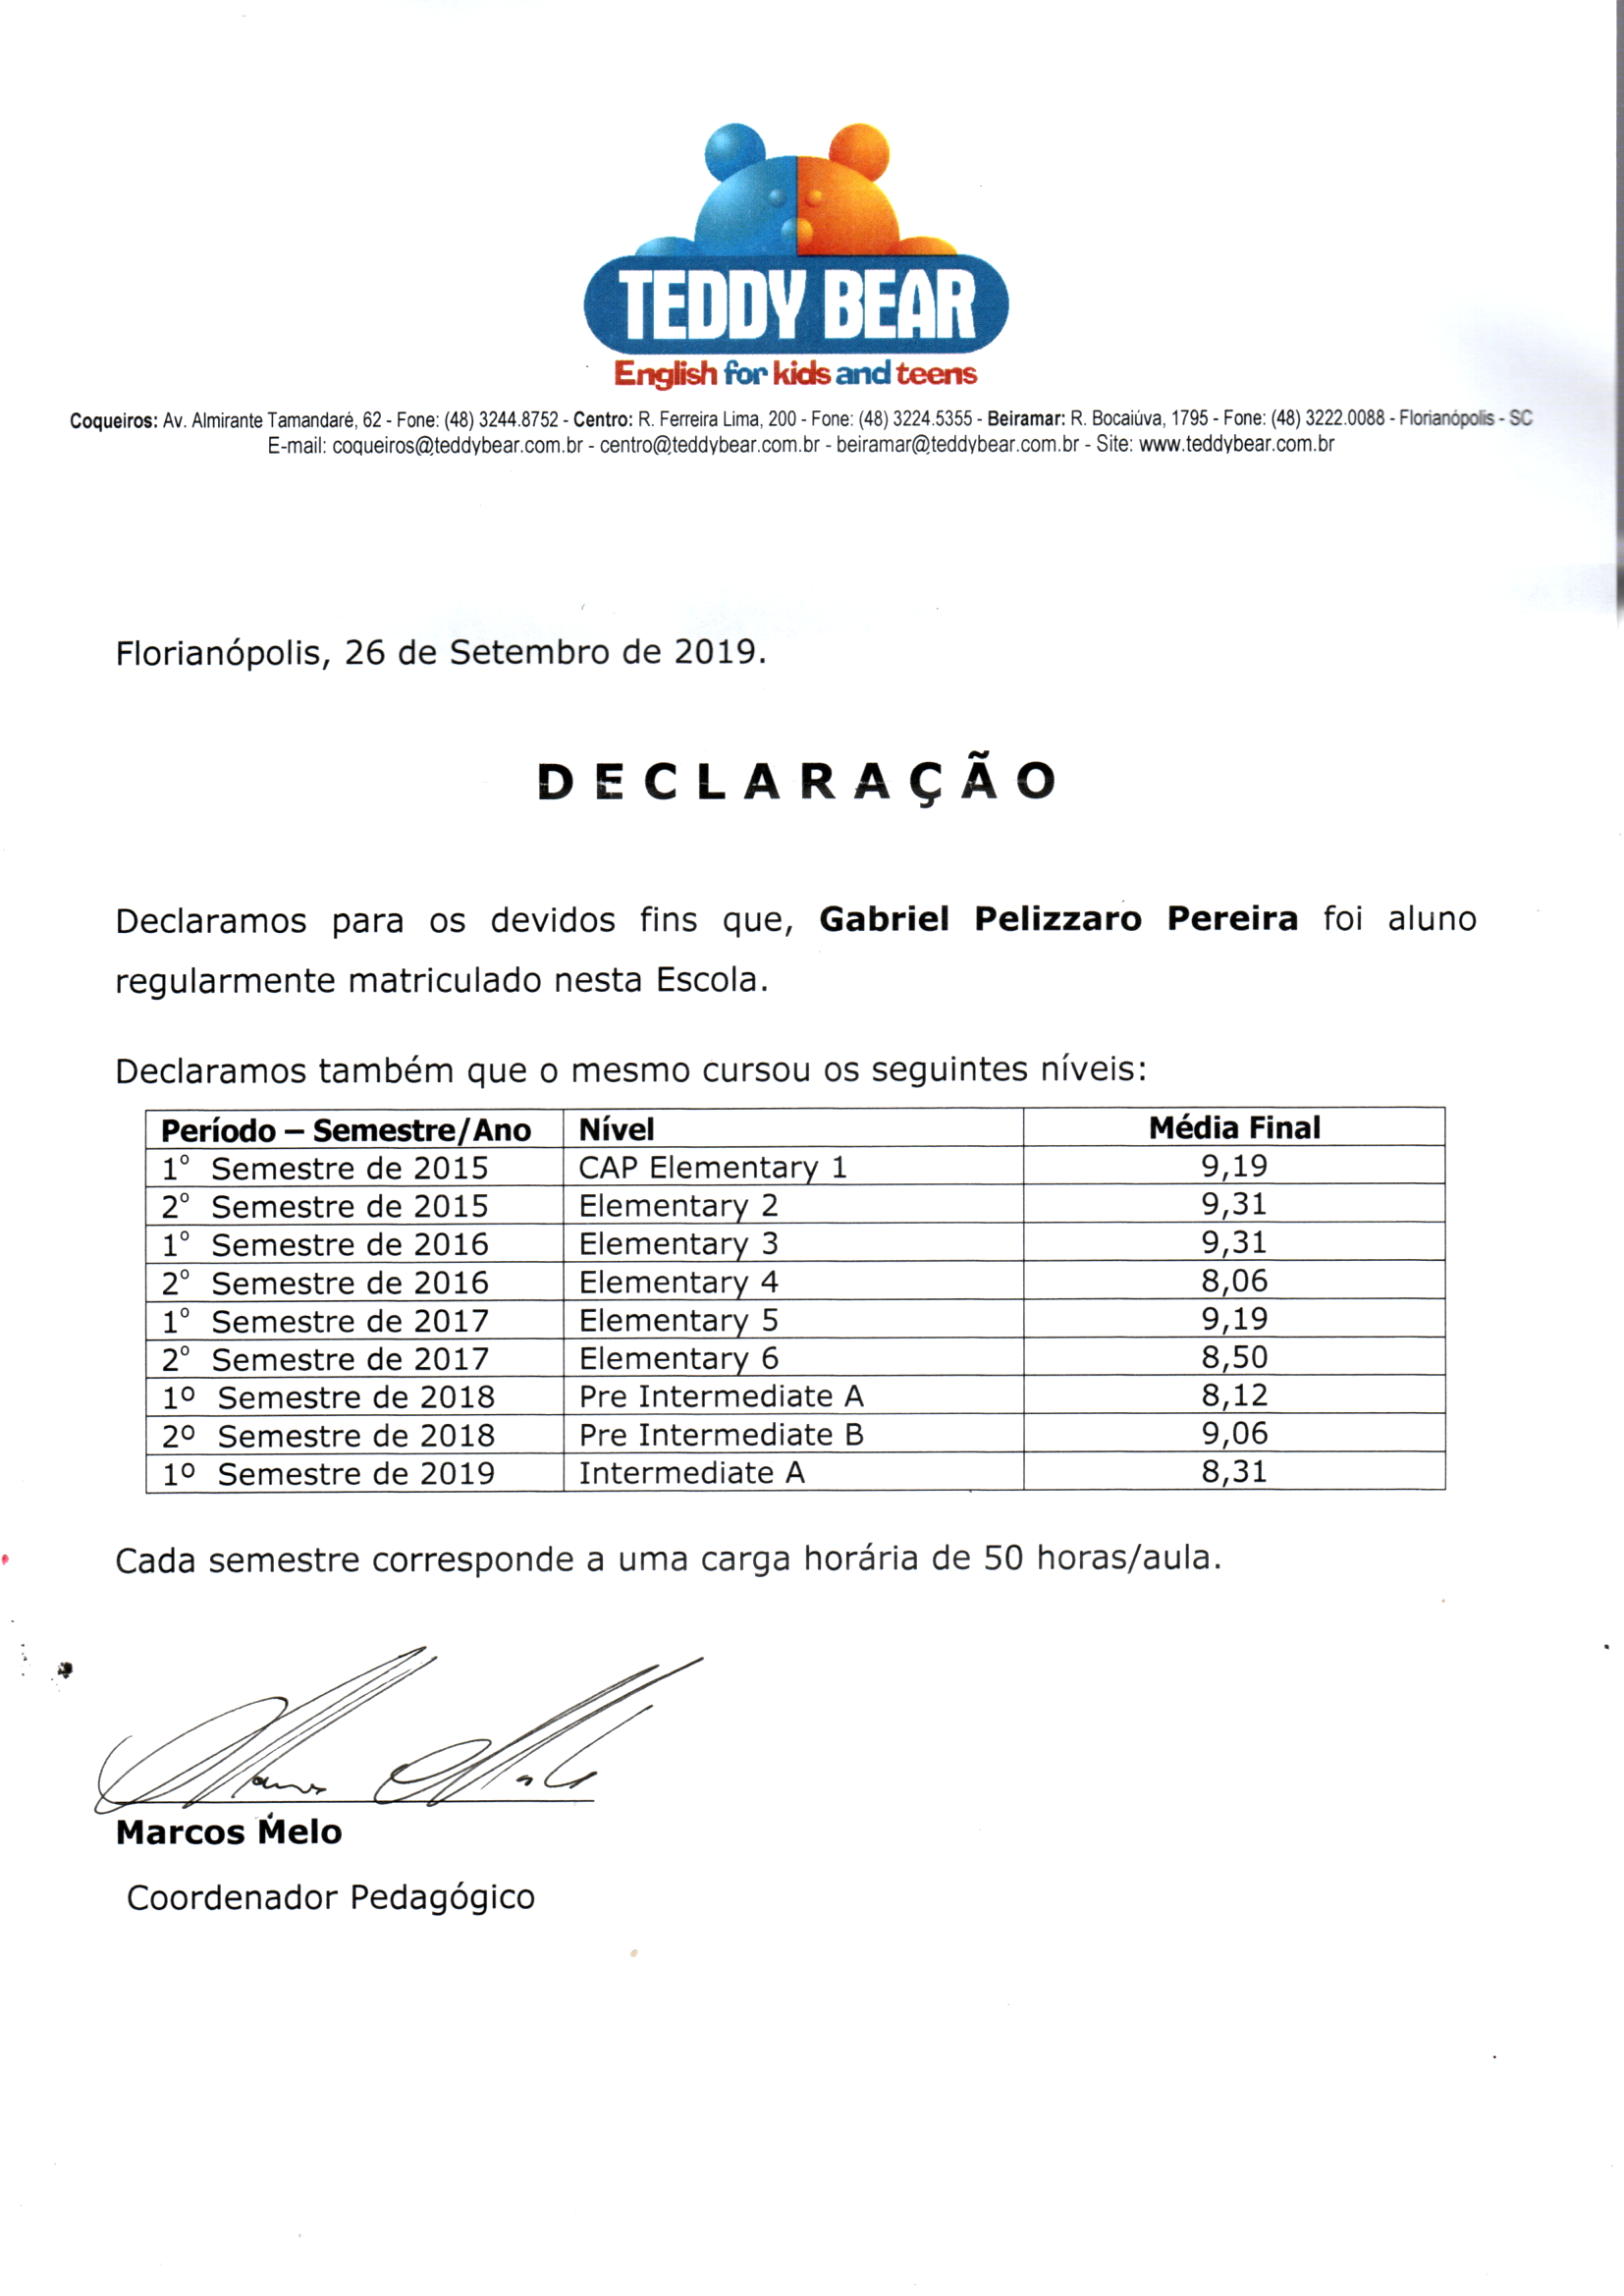 TEDDY BEAR
English for kids and teens
Coqueiros: Av. Almirante Tamandaré, 62 - Fone: (48) 3244.8752 - Centro: R. Ferreira Lima, 200 - Fone: (48) 3224.5355 - Beiramar: R. Bocaiúva, 1795 - Fone: (48) 3222.0088 - Florianópolis - SC
E-mail: coqueiros@teddybear.com.br - centro@teddybear.com.br - beiramar@teddybear.com.br - Site: www.teddybear.com.br
Florianópolis, 26 de Setembro de 2019.
DECLARAÇÃO
Declaramos para os devidos fins que, Gabriel Pelizzaro Pereira foi aluno
regularmente matriculado nesta Escola.
Declaramos também que o mesmo cursou os seguintes níveis:
Período – Semestre/Ano Nível Média Final
1º Semestre de 2015 CAP Elementary 1 9,19
2º Semestre de 2015 Elementary 2 9,31
1º Semestre de 2016 Elementary 3 9,31
2º Semestre de 2016 Elementary 4 8,06
1º Semestre de 2017 Elementary 5 9,19
2º Semestre de 2017 Elementary 6 8,50
1º Semestre de 2018 Pre Intermediate A 8,12
2º Semestre de 2018 Pre Intermediate B 9,06
1º Semestre de 2019 Intermediate A 8,31
Cada semestre corresponde a uma carga horária de 50 horas/aula.
Marcos Melo
Coordenador Pedagógico